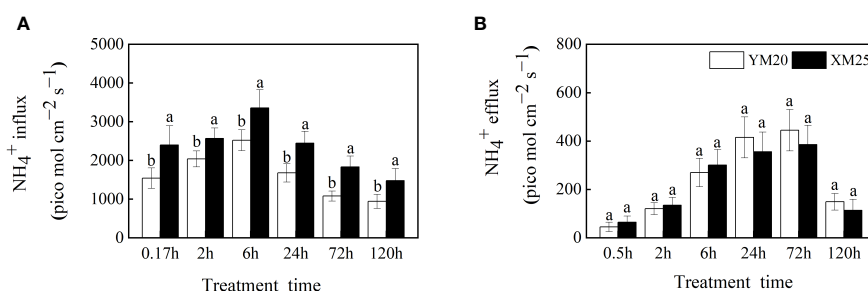 A
NH4+ influx
(pico mol cm−2 s−1)
5000
4000
3000
2000
1000
0
b a b a b a b a b a b a
0.17h 2h 6h 24h 72h 120h
Treatment time
B
NH4+ efflux
(pico mol cm−2 s−1)
800
600
400
200
0
YM20 XM25
a a a a a a a a a a a a
0.5h 2h 6h 24h 72h 120h
Treatment time